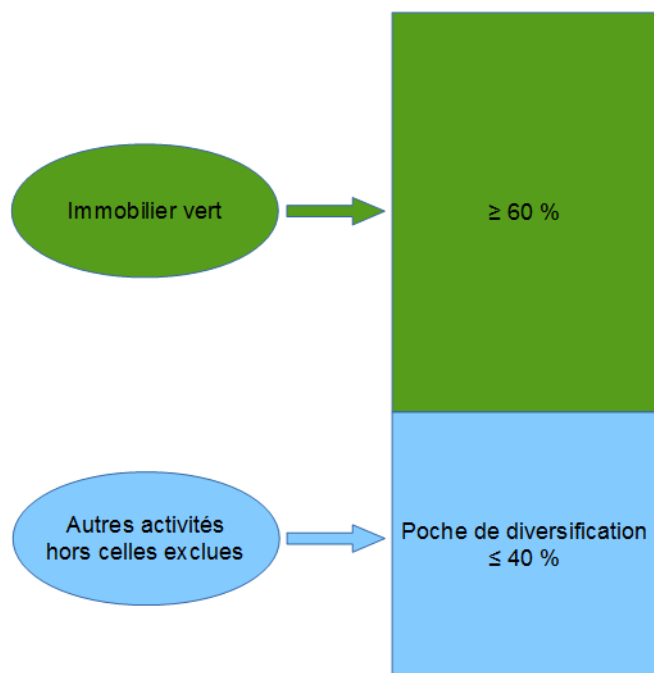 Immobilier vert
≥ 60 %
Autres activités
hors celles exclues
Poche de diversification
≤ 40 %